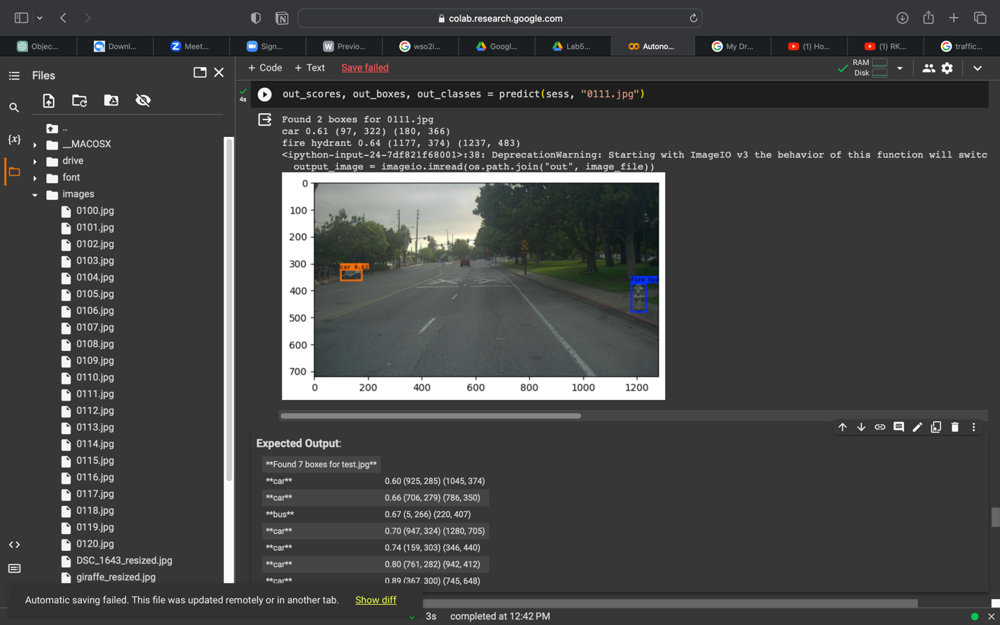 colab.research.google.com
Objec...
Downl...
Meet...
Sign...
Previo...
wso2i...
Googl...
Lab5...
Autono...
My Dr...
(1) Ho...
(1) RK...
traffic...
Files
+ Code + Text Save failed
RAM
Disk
4s
out_scores, out_boxes, out_classes = predict(sess, "0111.jpg")
Found 2 boxes for 0111.jpg
car 0.61 (97, 322) (180, 366)
fire hydrant 0.64 (1177, 374) (1237, 483)
<ipython-input-24-7df821f68001>:38: DeprecationWarning: Starting with ImageIO v3 the behavior of this function will switc
output_image = imageio.imread(os.path.join("out", image_file))
..
__MACOSX
drive
font
images
0100.jpg
0101.jpg
0102.jpg
0103.jpg
0104.jpg
0105.jpg
0106.jpg
0107.jpg
0108.jpg
0109.jpg
0110.jpg
0111.jpg
0112.jpg
0113.jpg
0114.jpg
0115.jpg
0116.jpg
0117.jpg
0118.jpg
0119.jpg
0120.jpg
DSC_1643_resized.jpg
giraffe_resized.jpg
0
100
200
300
400
500
600
700
car 0.61
fire hyd
0 200 400 600 800 1000 1200
Expected Output:
**Found 7 boxes for test.jpg**
**car** 0.60 (925, 285) (1045, 374)
**car** 0.66 (706, 279) (786, 350)
**bus** 0.67 (5, 266) (220, 407)
**car** 0.70 (947, 324) (1280, 705)
**car** 0.74 (159, 303) (346, 440)
**car** 0.80 (761, 282) (942, 412)
**car** 0.89 (367, 300) (745, 648)
Automatic saving failed. This file was updated remotely or in another tab. Show diff
3s completed at 12:42 PM